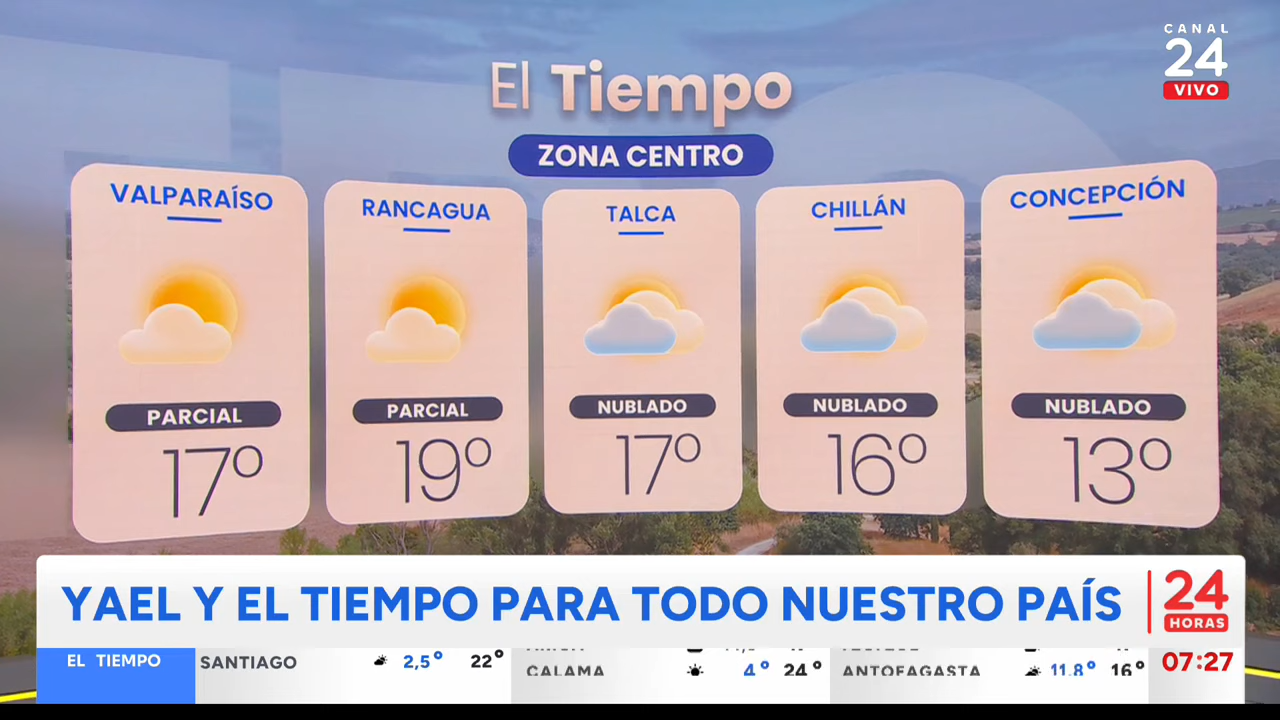 CANAL
24
VIVO
El Tiempo
ZONA CENTRO
VALPARAÍSO
PARCIAL
17°
RANCAGUA
PARCIAL
19°
TALCA
NUBLADO
17°
CHILLÁN
NUBLADO
16°
CONCEPCIÓN
NUBLADO
13°
YAEL Y EL TIEMPO PARA TODO NUESTRO PAÍS
24
HORAS
EL TIEMPO
SANTIAGO 2,5° 22°
CALAMA 4° 24°
ANTOFAGASTA 11,8° 16°
07:27